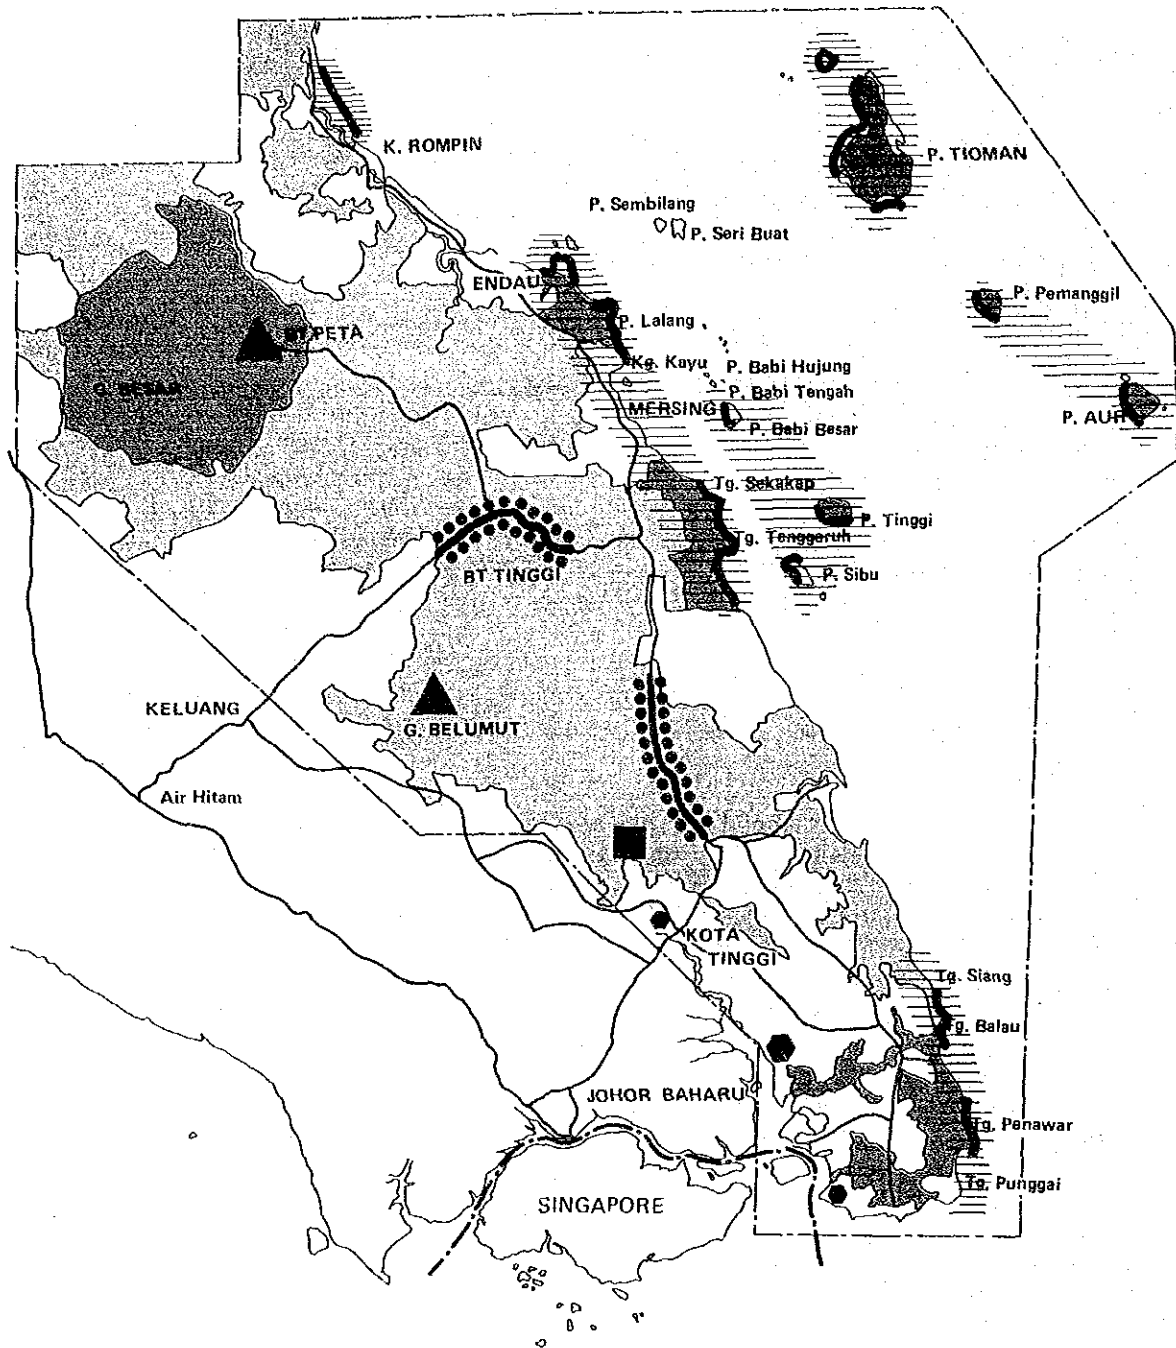 K. ROMPIN
P. TIOMAN
P. Sembilang
P. Seri Buat
ENDAU
P. Pemanggil
BT PETA
P. Lalang
Kg. Kayu
P. Babi Hujung
G. BESAR
P. Babi Tengah
MERSING
P. AUR
P. Babi Besar
Tg. Sekakap
P. Tinggi
Tg. Tenggaruh
BT TINGGI
P. Sibu
KELUANG
G. BELUMUT
Air Hitam
KOTA
TINGGI
Tg. Siang
Tg. Balau
JOHOR BAHARU
Tg. Penawar
Tg. Punggai
SINGAPORE